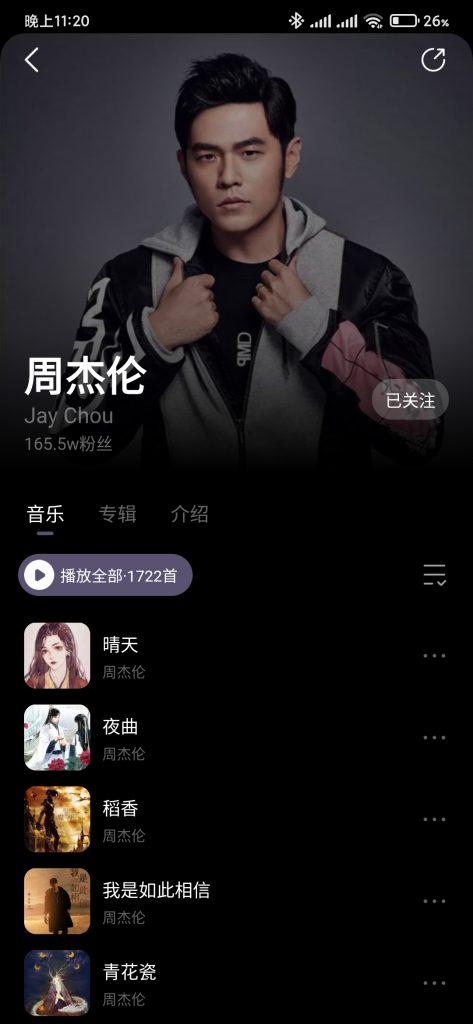 晚上11:20
26%
PMD
周杰伦
Jay Chou
已关注
165.5w粉丝
音乐 专辑 介绍
播放全部·1722首
晴天
周杰伦
夜曲
周杰伦
稻香
周杰伦
我是如此相信
周杰伦
青花瓷
周杰伦